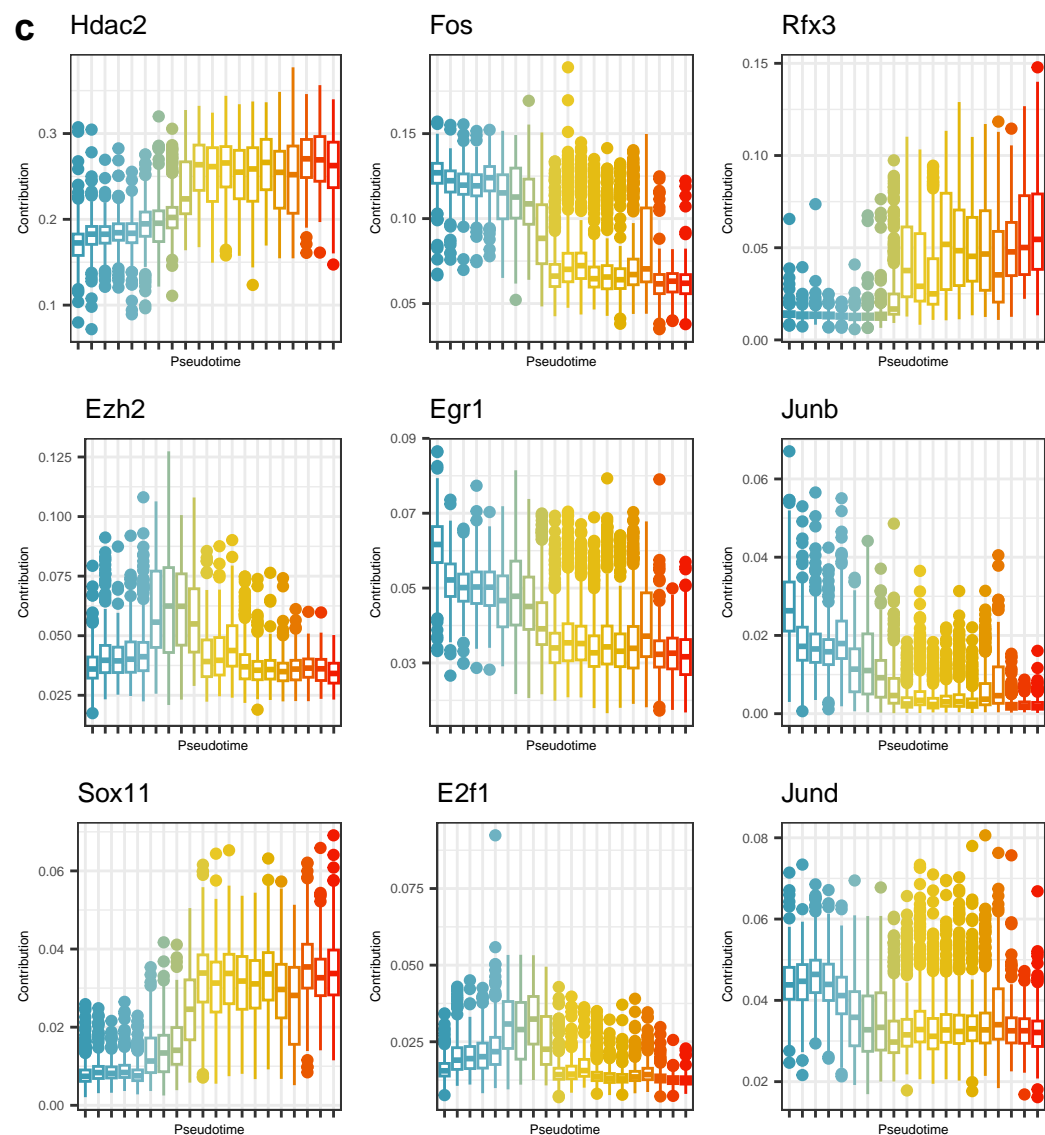 c
Hdac2
Fos
Rfx3
Contribution
0.3
0.2
0.1
Pseudotime
Contribution
0.15
0.10
0.05
Pseudotime
Contribution
0.15
0.10
0.05
0.00
Pseudotime
Ezh2
Egr1
Junb
Contribution
0.125
0.100
0.075
0.050
0.025
Pseudotime
Contribution
0.09
0.07
0.05
0.03
Pseudotime
Contribution
0.06
0.04
0.02
0.00
Pseudotime
Sox11
E2f1
Jund
Contribution
0.06
0.04
0.02
0.00
Pseudotime
Contribution
0.075
0.050
0.025
Pseudotime
Contribution
0.08
0.06
0.04
0.02
Pseudotime